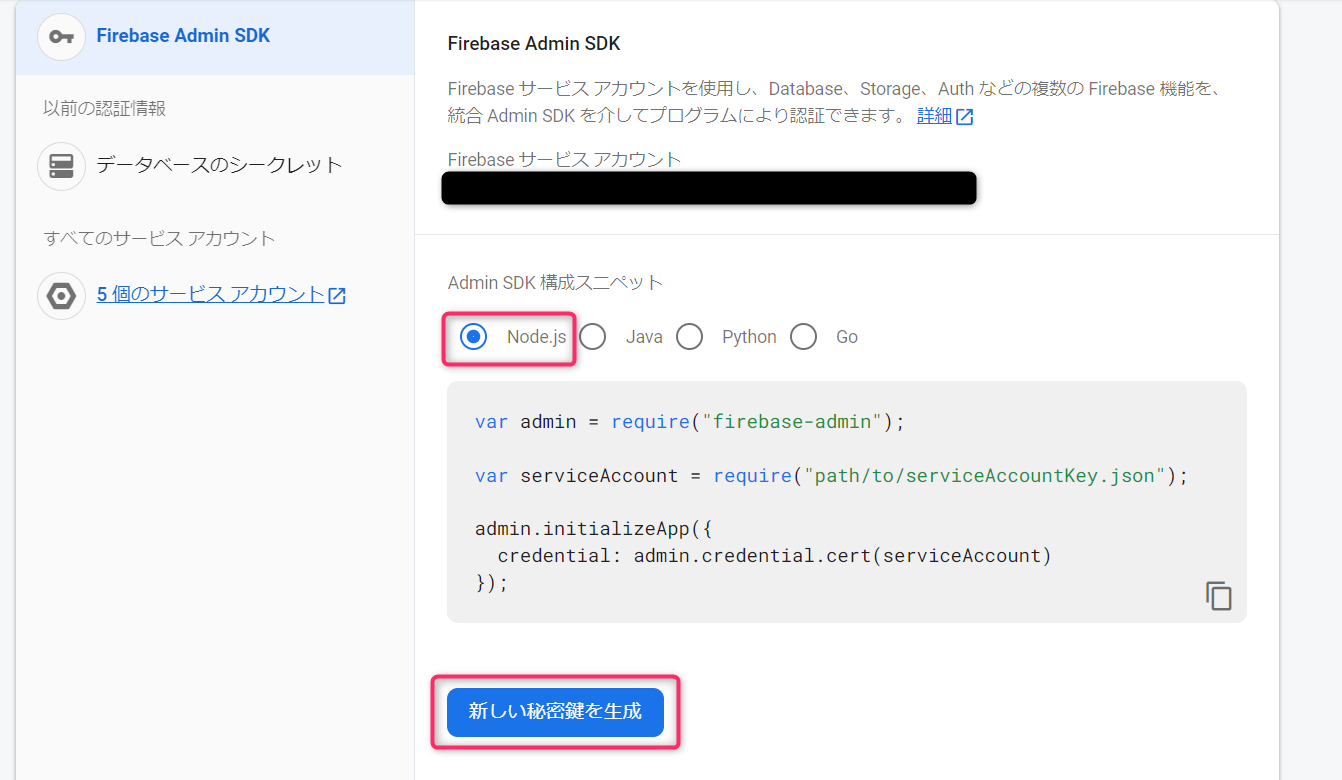 Firebase Admin SDK
以前の認証情報
データベースのシークレット
すべてのサービス アカウント
5 個のサービス アカウント
Firebase Admin SDK
Firebase サービス アカウントを使用し、Database、Storage、Auth などの複数の Firebase 機能を、
統合 Admin SDK を介してプログラムにより認証できます。 詳細
Firebase サービス アカウント
Admin SDK 構成スニペット
Node.js Java Python Go
var admin = require("firebase-admin");
var serviceAccount = require("path/to/serviceAccountKey.json");
admin.initializeApp({
  credential: admin.credential.cert(serviceAccount)
});
新しい秘密鍵を生成